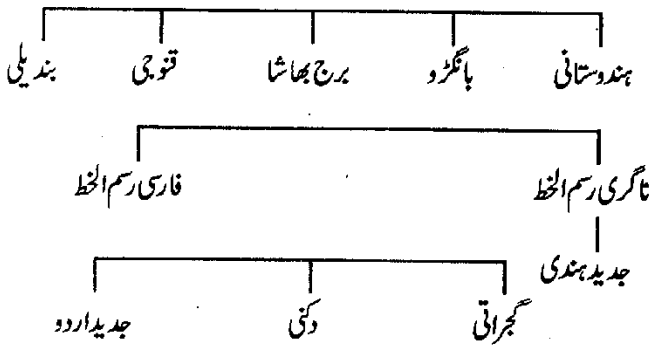 ہندوستانی بانگڑو برج بھاشا قنوجی بندیلی
ناگری رسم الخط فارسی رسم الخط
جدید ہندی
گجراتی دکنی جدید اردو